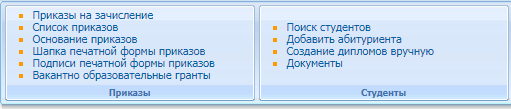 Приказы на зачисление
Список приказов
Основание приказов
Шапка печатной формы приказов
Подписи печатной формы приказов
Вакантно образовательные гранты
Приказы
Поиск студентов
Добавить абитуриента
Создание дипломов вручную
Документы
Студенты